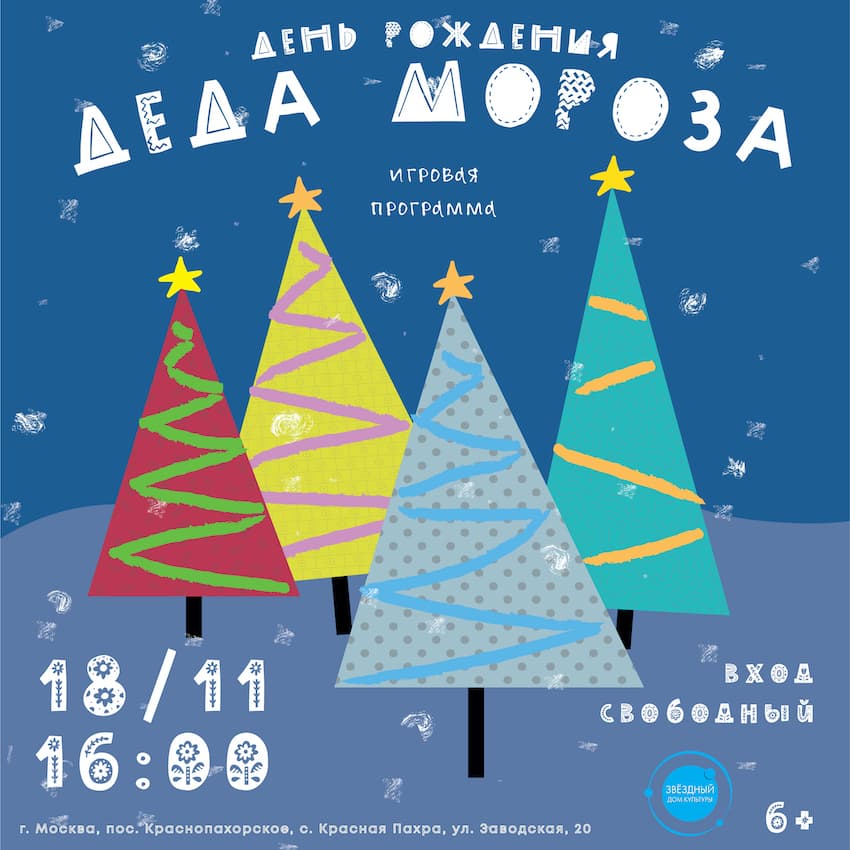 ДЕНЬ РОЖДЕНИЯ
ДЕДА МОРОЗА
ИГРОВАЯ
ПРОГРАММА
18/11
16:00
ВХОД
СВОБОДНЫЙ
ЗВЁЗДНЫЙ
ДОМ КУЛЬТУРЫ
6+
г. Москва, пос. Краснопахорское, с. Красная Пахра, ул. Заводская, 20